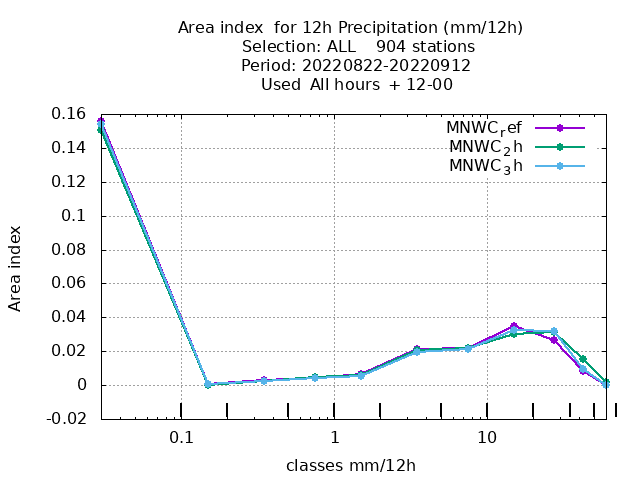 Area index  for 12h Precipitation (mm/12h)
Selection: ALL    904 stations
Period: 20220822-20220912
Used  All hours  + 12-00
MNWC_ref
MNWC_2h
MNWC_3h
0.16
0.14
0.12
0.1
0.08
0.06
0.04
0.02
0
-0.02
Area index
0.1
1
10
classes mm/12h